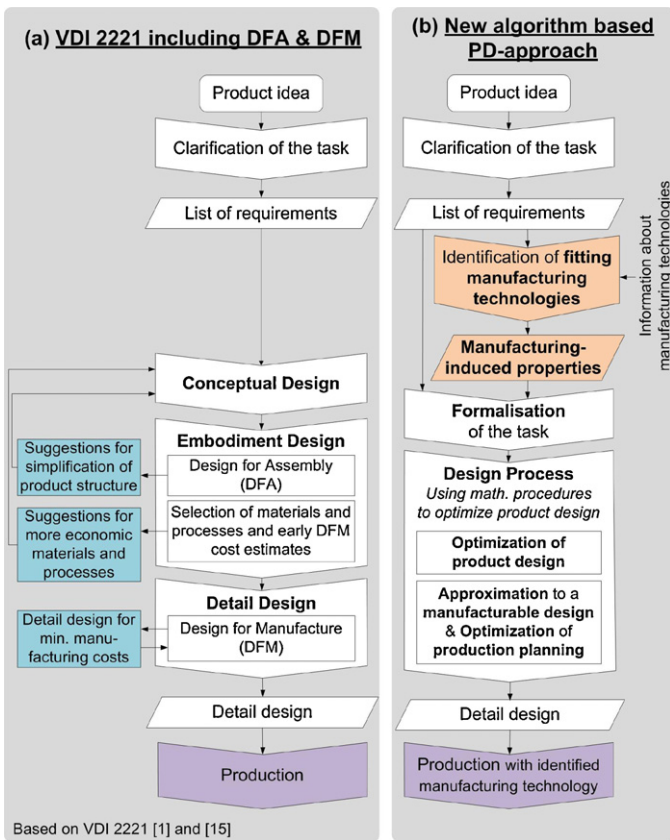 (a) VDI 2221 including DFA & DFM
Product idea
Clarification of the task
List of requirements
Conceptual Design
Embodiment Design
Design for Assembly
(DFA)
Selection of materials
and processes and early DFM
cost estimates
Suggestions for
simplification of
product structure
Suggestions for
more economic
materials and
processes
Detail Design
Design for Manufacture
(DFM)
Detail design for
min. manu-
facturing costs
Detail design
Production
Based on VDI 2221 [1] and [15]
(b) New algorithm based
PD-approach
Product idea
Clarification of the task
List of requirements
Identification of fitting
manufacturing
technologies
Information about
manufacturing technologies
Manufacturing-
induced properties
Formalisation
of the task
Design Process
Using math. procedures
to optimize product design
Optimization of
product design
Approximation to a
manufacturable design
& Optimization of
production planning
Detail design
Production with identified
manufacturing technology